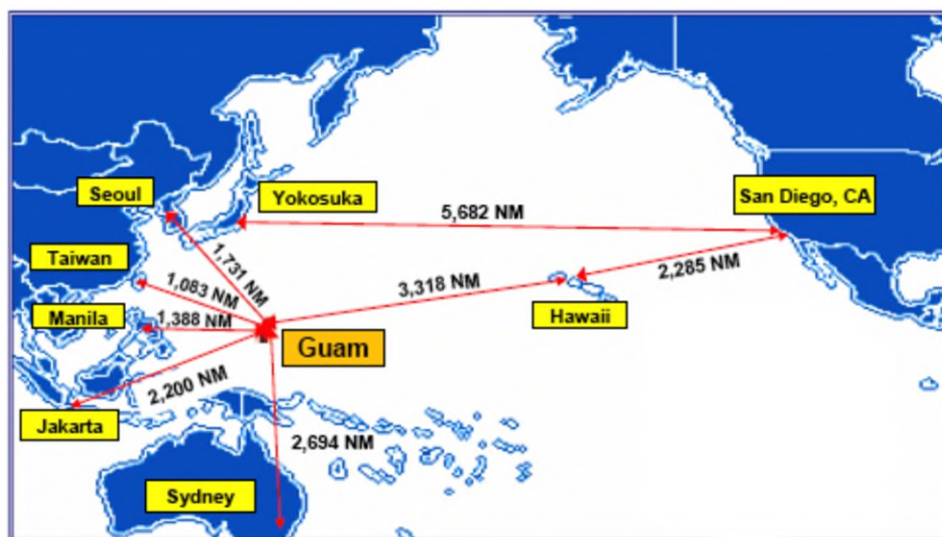 Seoul
Yokosuka
San Diego, CA
5,682 NM
Taiwan
1,731 NM
1,083 NM
3,318 NM
2,285 NM
Manila
1,388 NM
Hawaii
Guam
2,200 NM
Jakarta
2,694 NM
Sydney